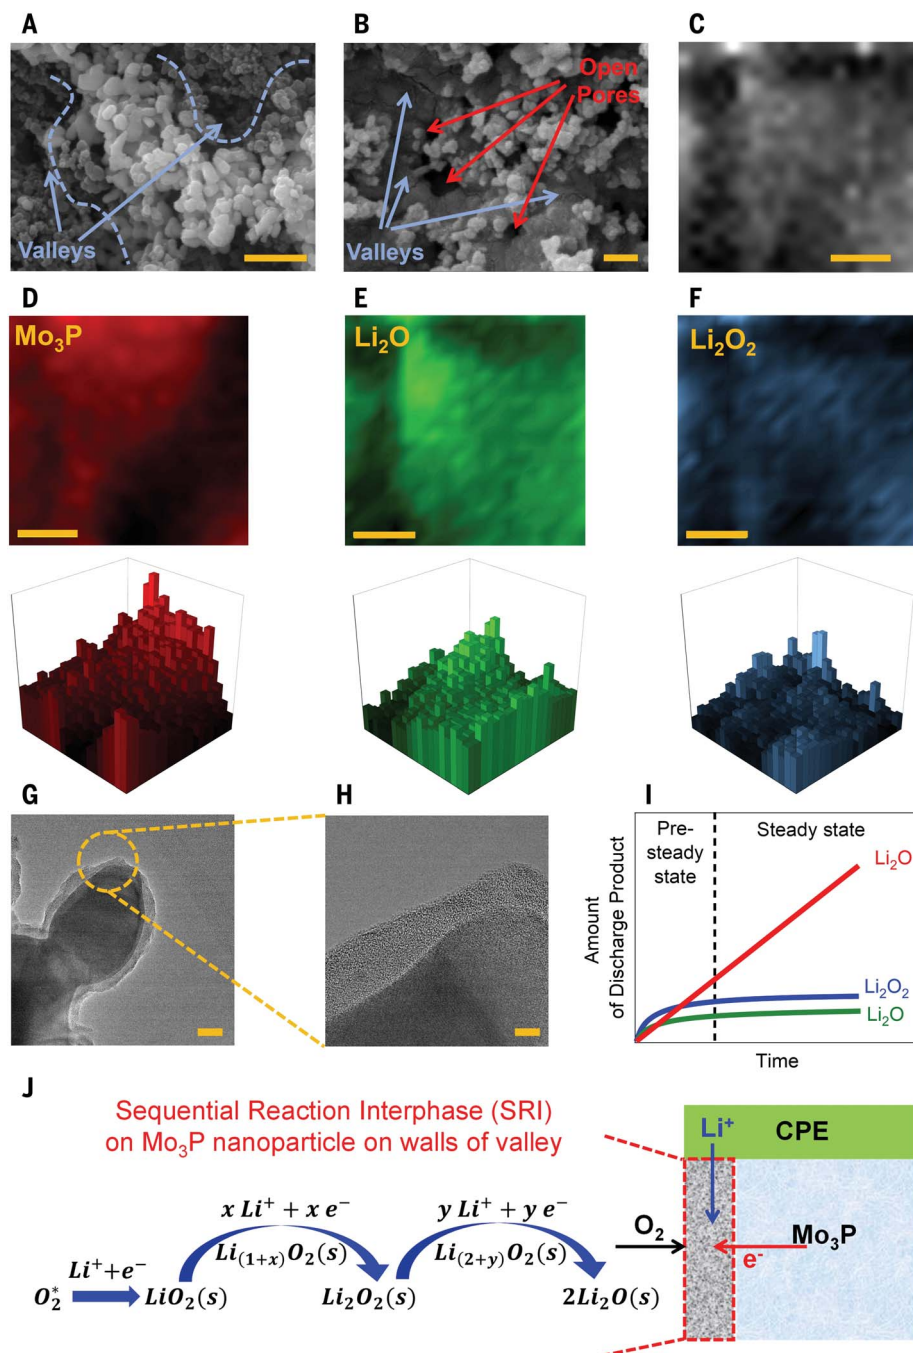 A
B
C
Open
Pores
Valleys
Valleys
D
E
F
Mo₃P
Li₂O
Li₂O₂
G
H
I
Pre-
steady
state
Steady state
Li₂O
Amount
of Discharge Product
Li₂O₂
Li₂O
Time
J
Sequential Reaction Interphase (SRI)
on Mo₃P nanoparticle on walls of valley
Li⁺
CPE
x Li⁺ + x e⁻
y Li⁺ + y e⁻
O₂
Mo₃P
Li₍₁₊ₓ₎O₂(s)
Li₍₂₊y₎O₂(s)
e⁻
Li⁺+e⁻
O₂*
LiO₂(s)
Li₂O₂(s)
2Li₂O(s)